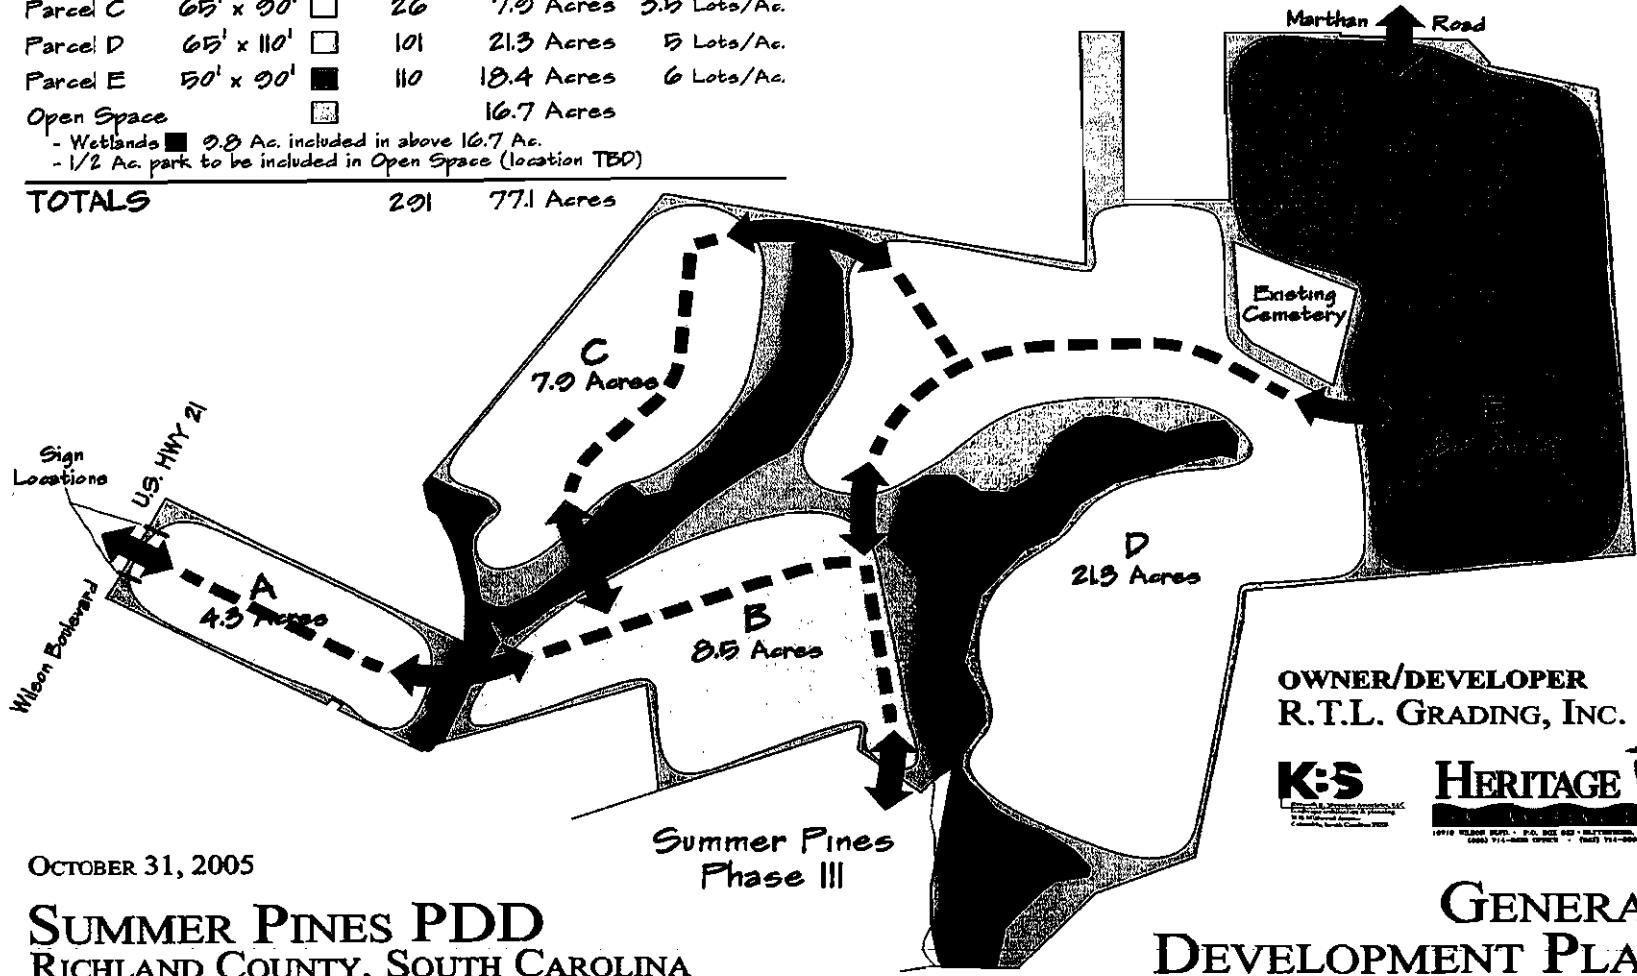 Parcel C 65' x 90' 26 7.9 Acres 3.5 Lots/Ac.
Parcel D 65' x 110' 101 21.3 Acres 5 Lots/Ac.
Parcel E 50' x 90' 110 18.4 Acres 6 Lots/Ac.
Open Space 16.7 Acres
- Wetlands 9.8 Ac. included in above 16.7 Ac.
- 1/2 Ac. park to be included in Open Space (location TBD)
TOTALS 291 77.1 Acres
Marthan Road
Existing
Cemetery
C
7.9 Acres
Sign
Locations
U.S. HWY 21
Wilson Boulevard
A
4.3 Acres
B
8.5 Acres
D
21.3 Acres
Summer Pines
Phase III
OWNER/DEVELOPER
R.T.L. GRADING, INC.
KBS
HERITAGE
OCTOBER 31, 2005
SUMMER PINES PDD
RICHLAND COUNTY, SOUTH CAROLINA
GENERA
DEVELOPMENT PLA